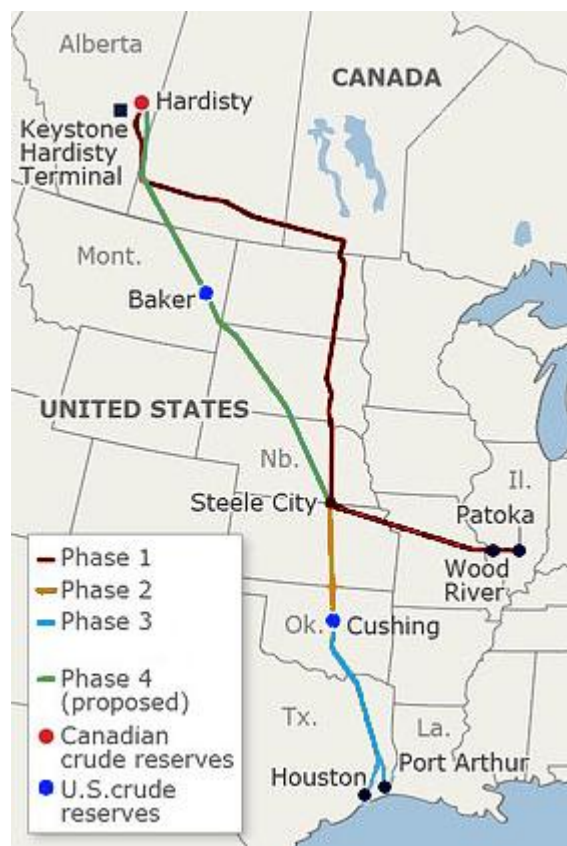 Alberta
CANADA
Hardisty
Keystone
Hardisty
Terminal
Mont.
Baker
UNITED STATES
Nb.
Steele City
Il.
Patoka
Wood
River
Phase 1
Phase 2
Phase 3
Phase 4
(proposed)
Canadian
crude reserves
U.S.crude
reserves
Ok.
Cushing
Tx.
La.
Houston
Port Arthur